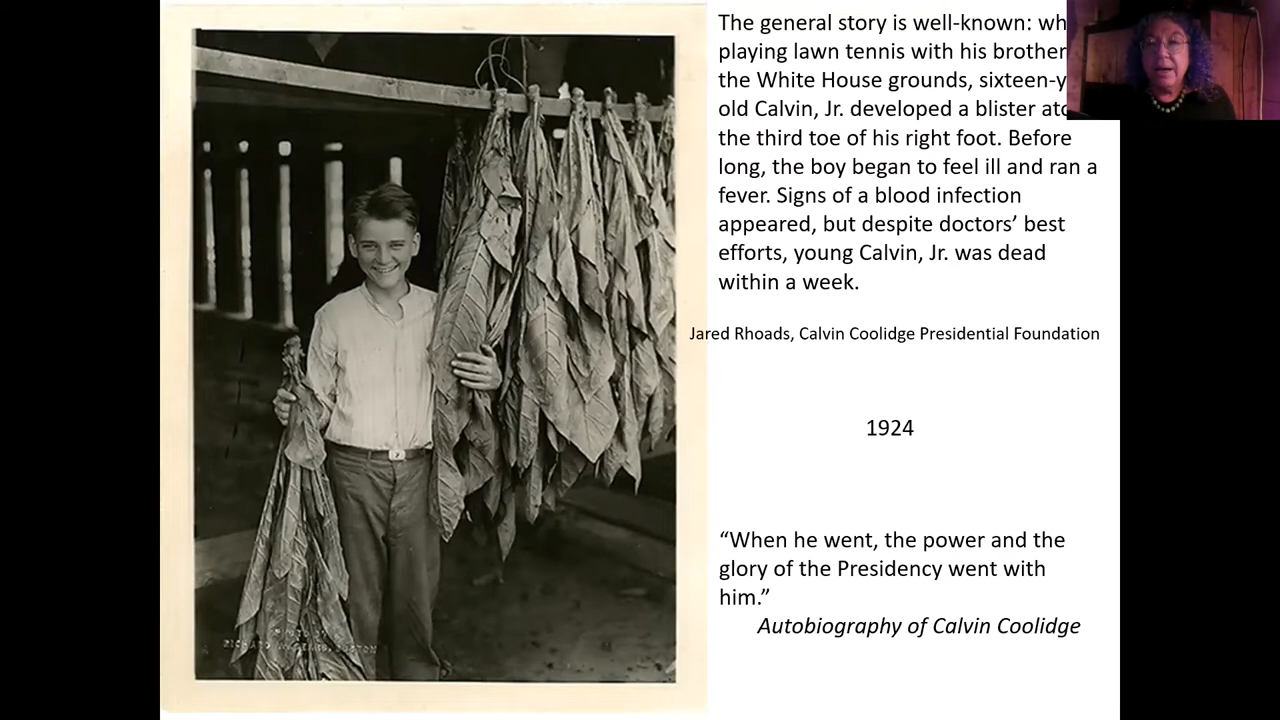 The general story is well-known: wh
playing lawn tennis with his brother
the White House grounds, sixteen-y
old Calvin, Jr. developed a blister ato
the third toe of his right foot. Before
long, the boy began to feel ill and ran a
fever. Signs of a blood infection
appeared, but despite doctors’ best
efforts, young Calvin, Jr. was dead
within a week.
Jared Rhoads, Calvin Coolidge Presidential Foundation
1924
“When he went, the power and the
glory of the Presidency went with
him.”
Autobiography of Calvin Coolidge